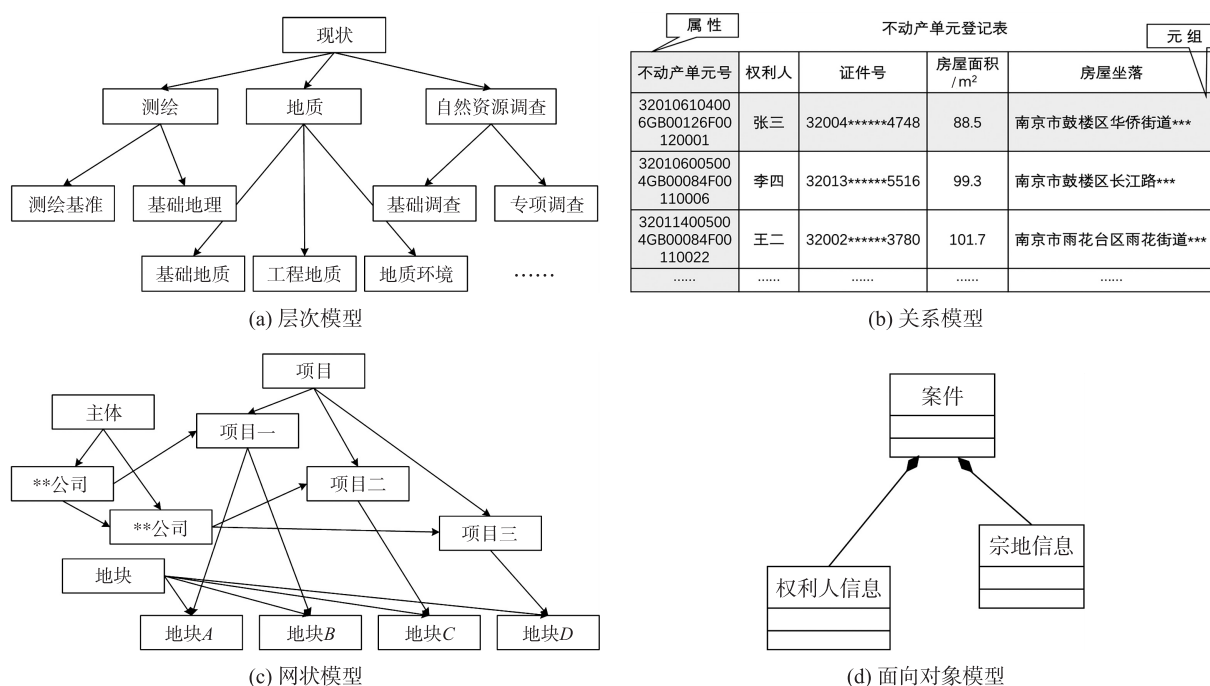 现状
测绘
地质
自然资源调查
测绘基准
基础地理
基础调查
专项调查
基础地质
工程地质
地质环境
……
(a) 层次模型
属 性
不动产单元登记表
元 组
不动产单元号
权利人
证件号
房屋面积
/m²
房屋坐落
32010610400
6GB00126F00
120001
张三
32004******4748
88.5
南京市鼓楼区华侨街道***
32010600500
4GB00084F00
110006
李四
32013******5516
99.3
南京市鼓楼区长江路***
32011400500
4GB00084F00
110022
王二
32002******3780
101.7
南京市雨花台区雨花街道***
……
……
……
……
……
(b) 关系模型
项目
主体
项目一
**公司
项目二
**公司
项目三
地块
地块A
地块B
地块C
地块D
(c) 网状模型
案件
宗地信息
权利人信息
(d) 面向对象模型